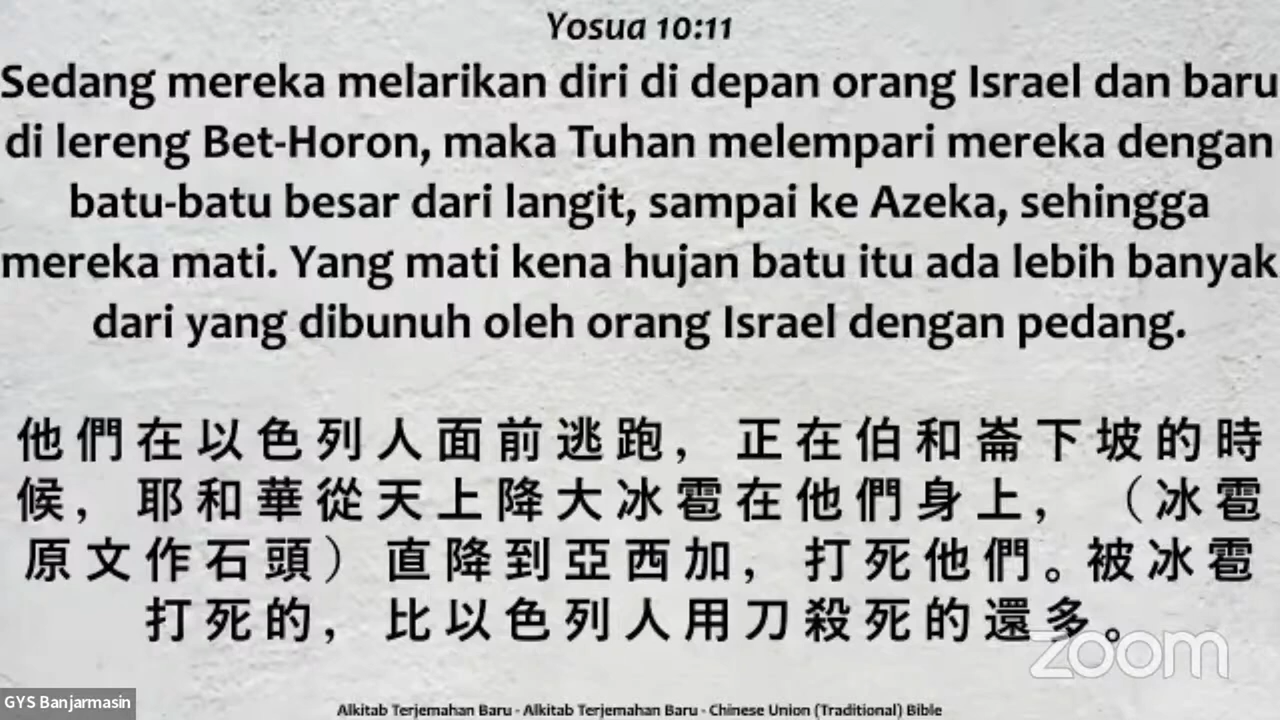 Yosua 10:11
Sedang mereka melarikan diri di depan orang Israel dan baru
di lereng Bet-Horon, maka Tuhan melempari mereka dengan
batu-batu besar dari langit, sampai ke Azeka, sehingga
mereka mati. Yang mati kena hujan batu itu ada lebih banyak
dari yang dibunuh oleh orang Israel dengan pedang.
他們在以色列人面前逃跑，正在伯和崙下坡的時
候，耶和華從天上降大冰雹在他們身上，（冰雹
原文作石頭）直降到亞西加，打死他們。被冰雹
打死的，比以色列人用刀殺死的還多。
zoom
GYS Banjarmasin
Alkitab Terjemahan Baru - Alkitab Terjemahan Baru - Chinese Union (Traditional) Bible